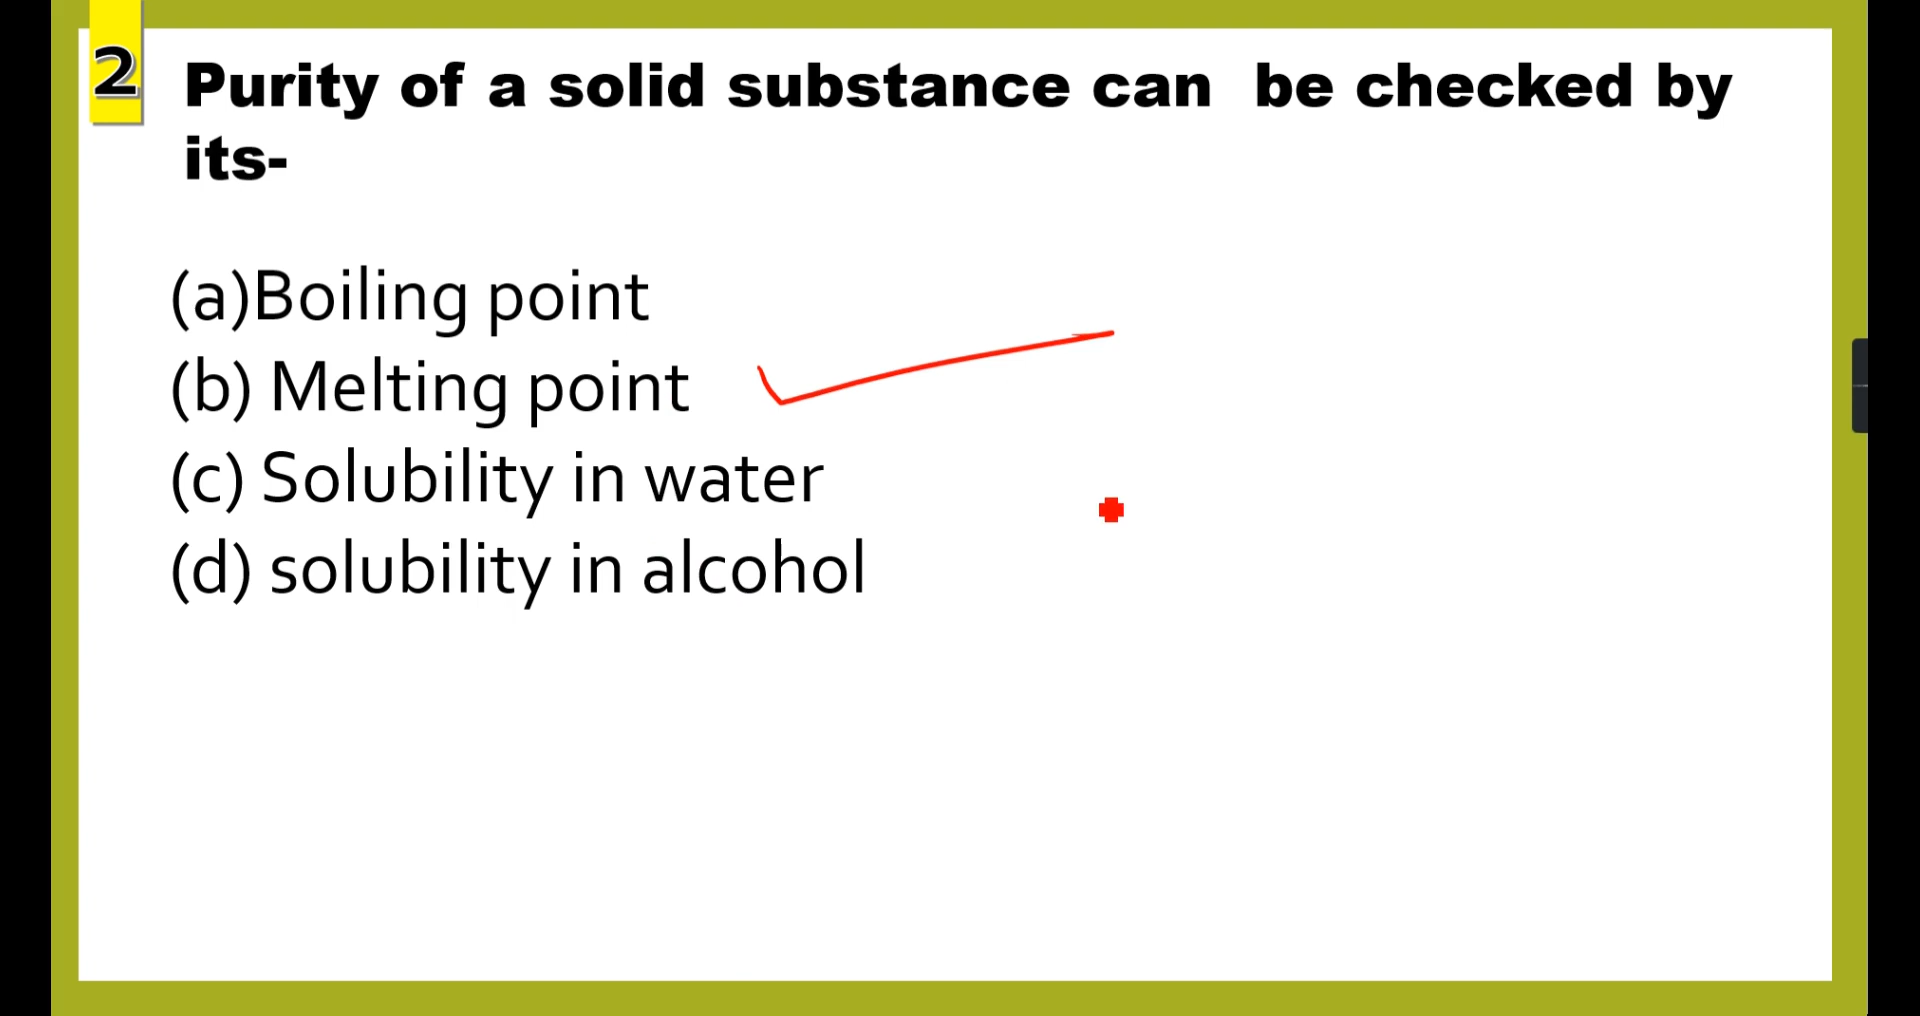 2
Purity of a solid substance can be checked by
its-
(a)Boiling point
(b) Melting point
(c) Solubility in water
(d) solubility in alcohol